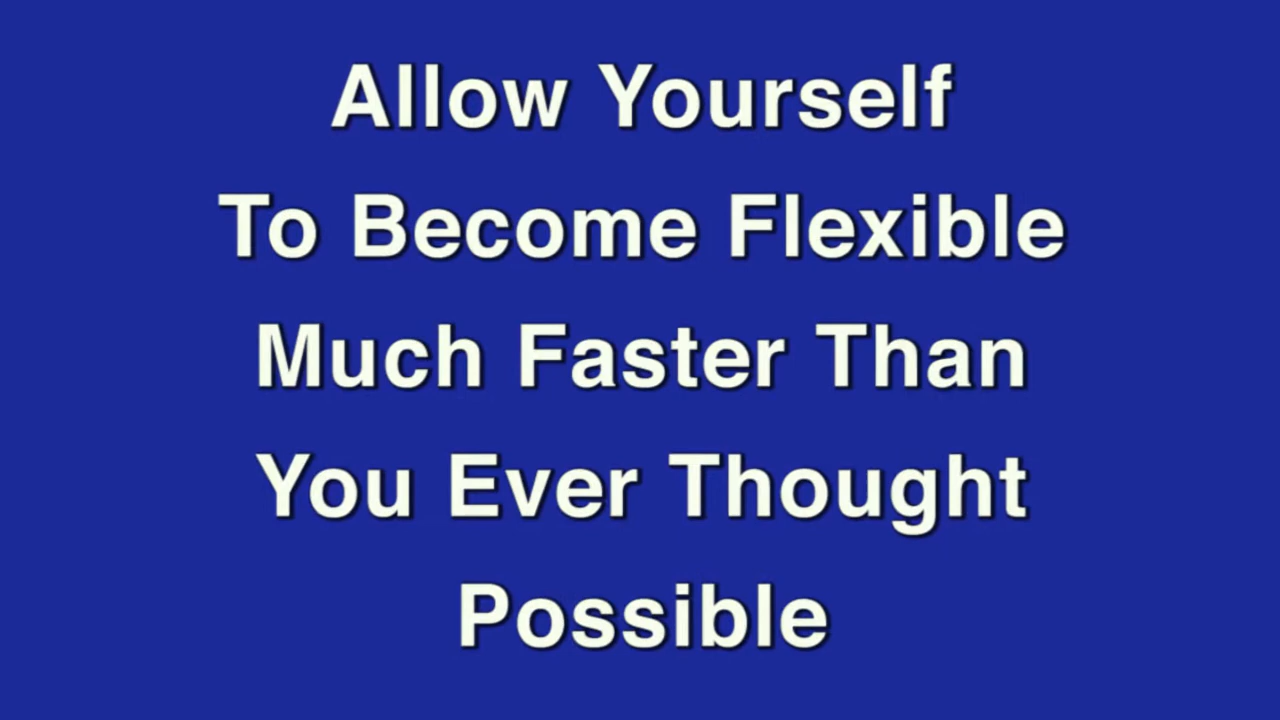 Allow Yourself
To Become Flexible
Much Faster Than
You Ever Thought
Possible